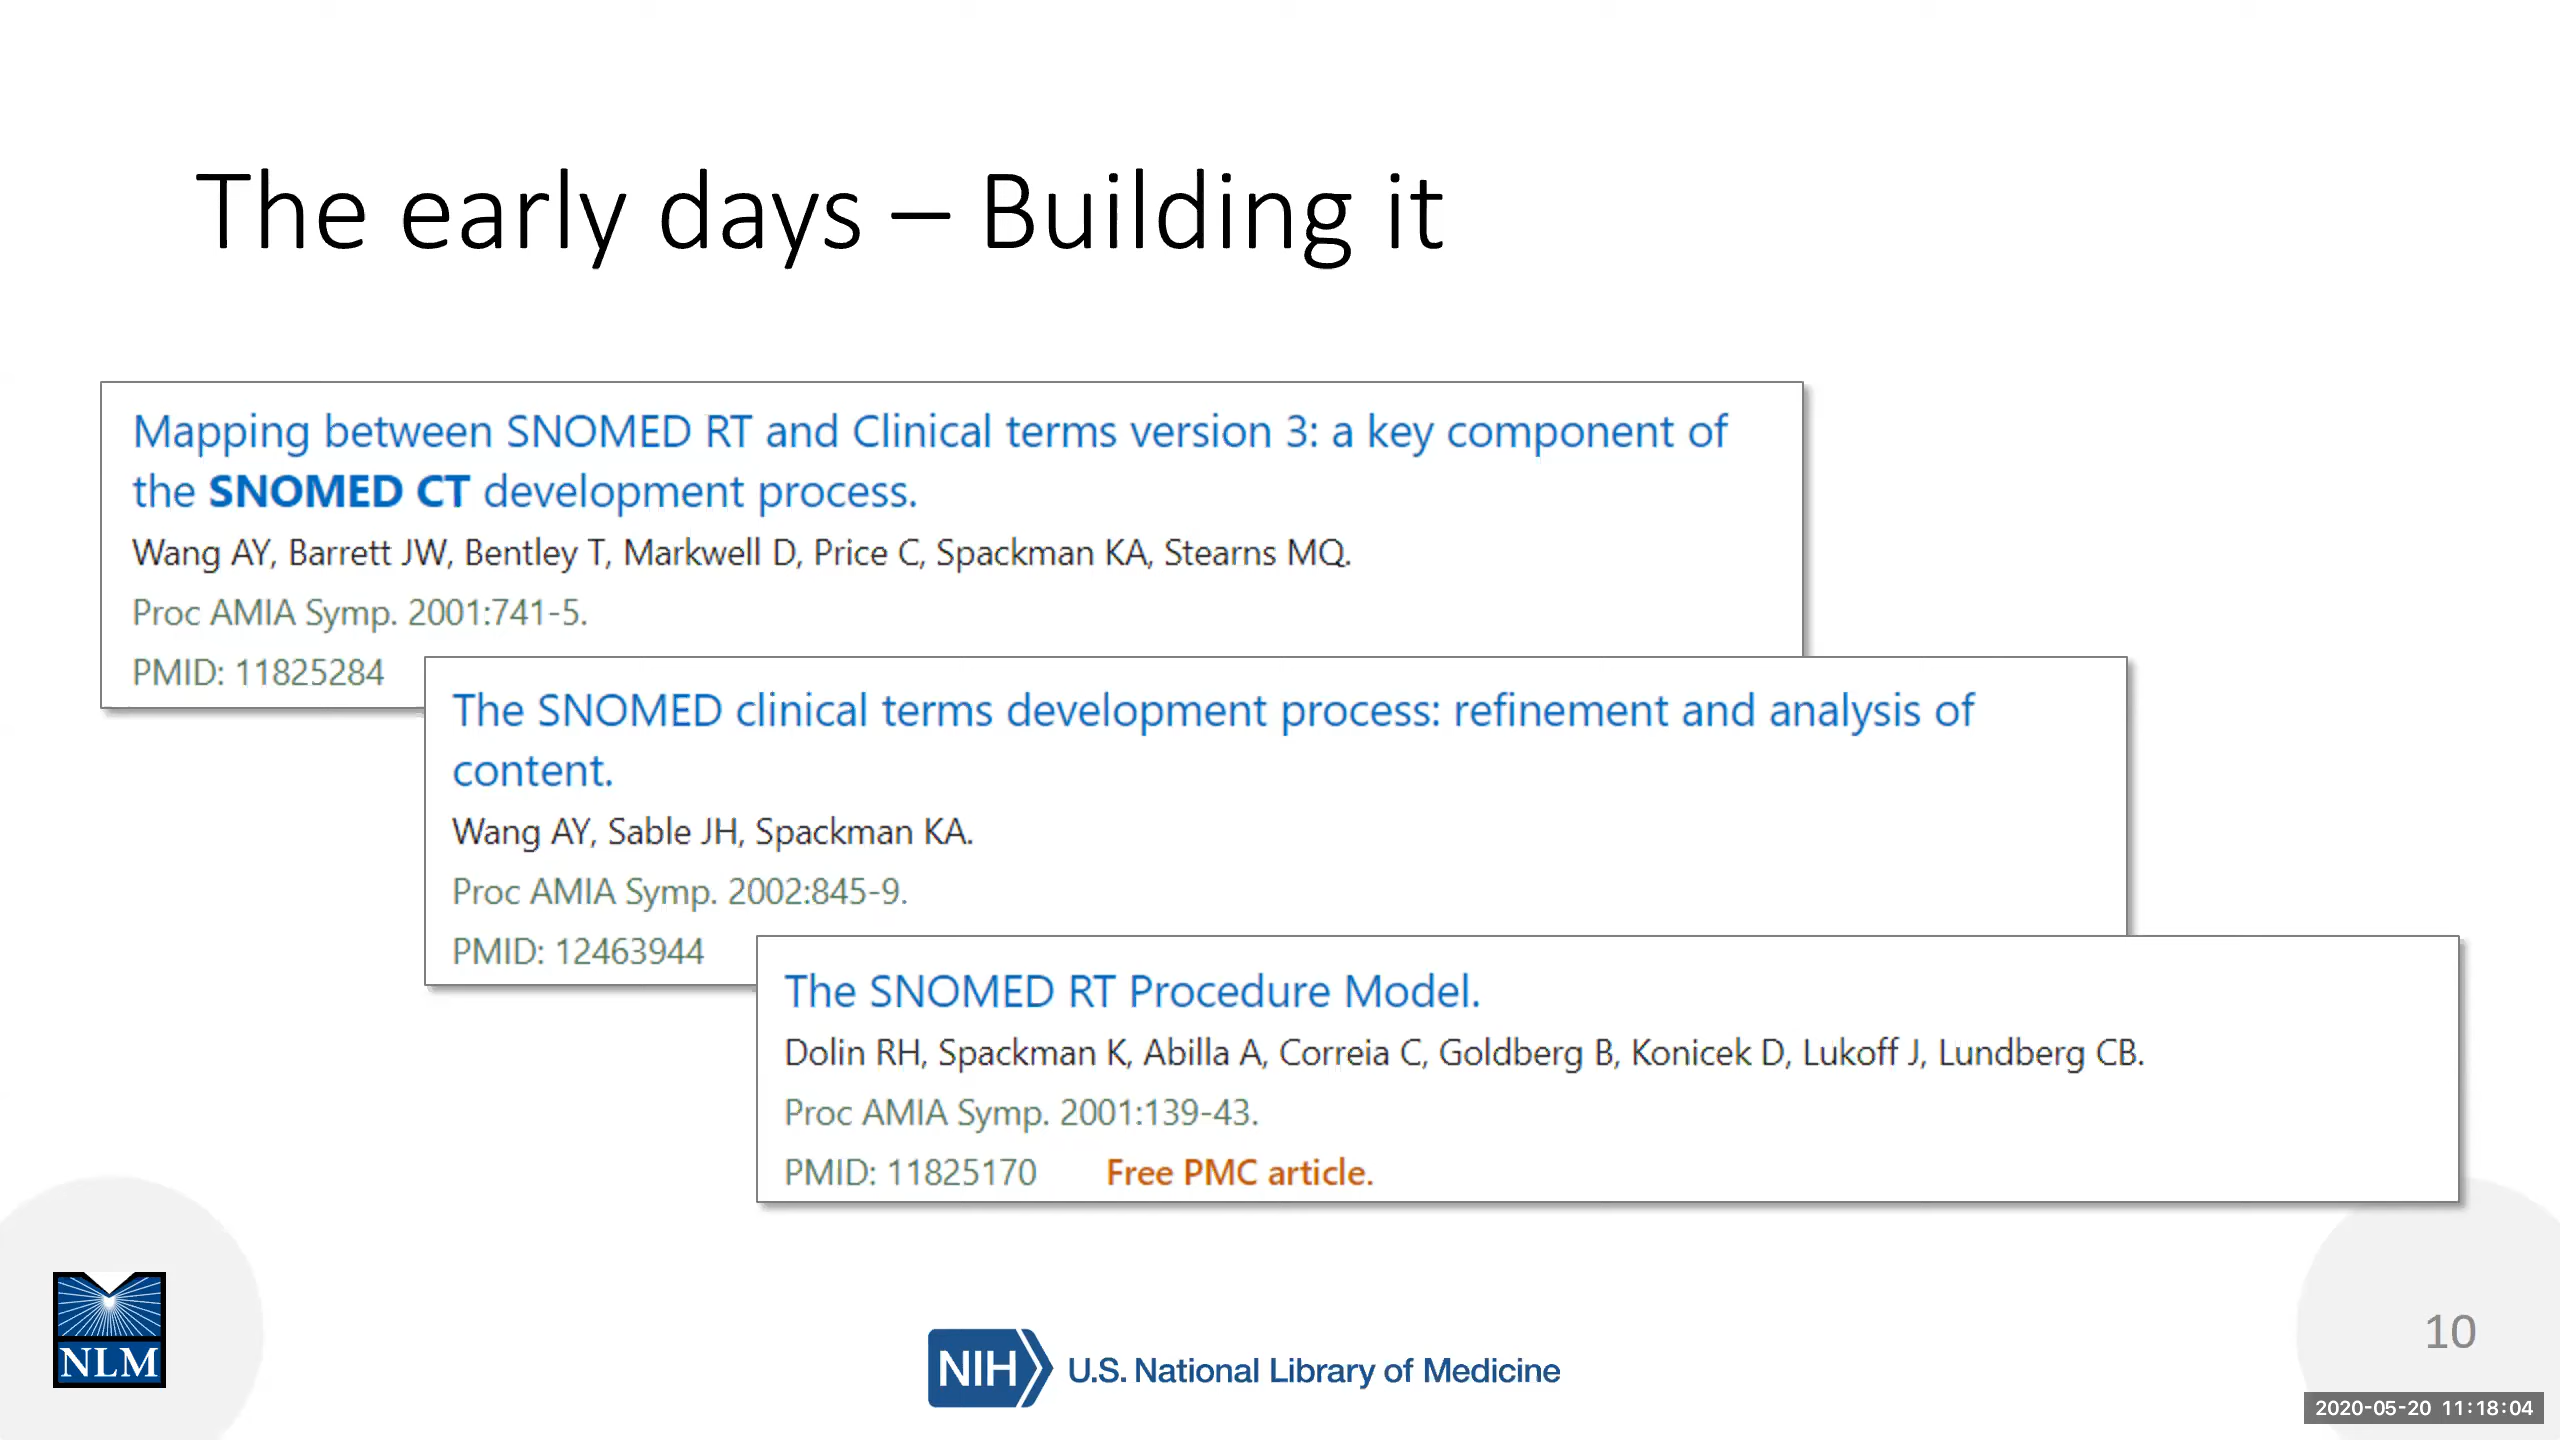 The early days – Building it
Mapping between SNOMED RT and Clinical terms version 3: a key component of
the SNOMED CT development process.
Wang AY, Barrett JW, Bentley T, Markwell D, Price C, Spackman KA, Stearns MQ.
Proc AMIA Symp. 2001:741-5.
PMID: 11825284
The SNOMED clinical terms development process: refinement and analysis of
content.
Wang AY, Sable JH, Spackman KA.
Proc AMIA Symp. 2002:845-9.
PMID: 12463944
The SNOMED RT Procedure Model.
Dolin RH, Spackman K, Abilla A, Correia C, Goldberg B, Konicek D, Lukoff J, Lundberg CB.
Proc AMIA Symp. 2001:139-43.
PMID: 11825170 Free PMC article.
NLM
NIH U.S. National Library of Medicine
10
2020-05-20 11:18:04